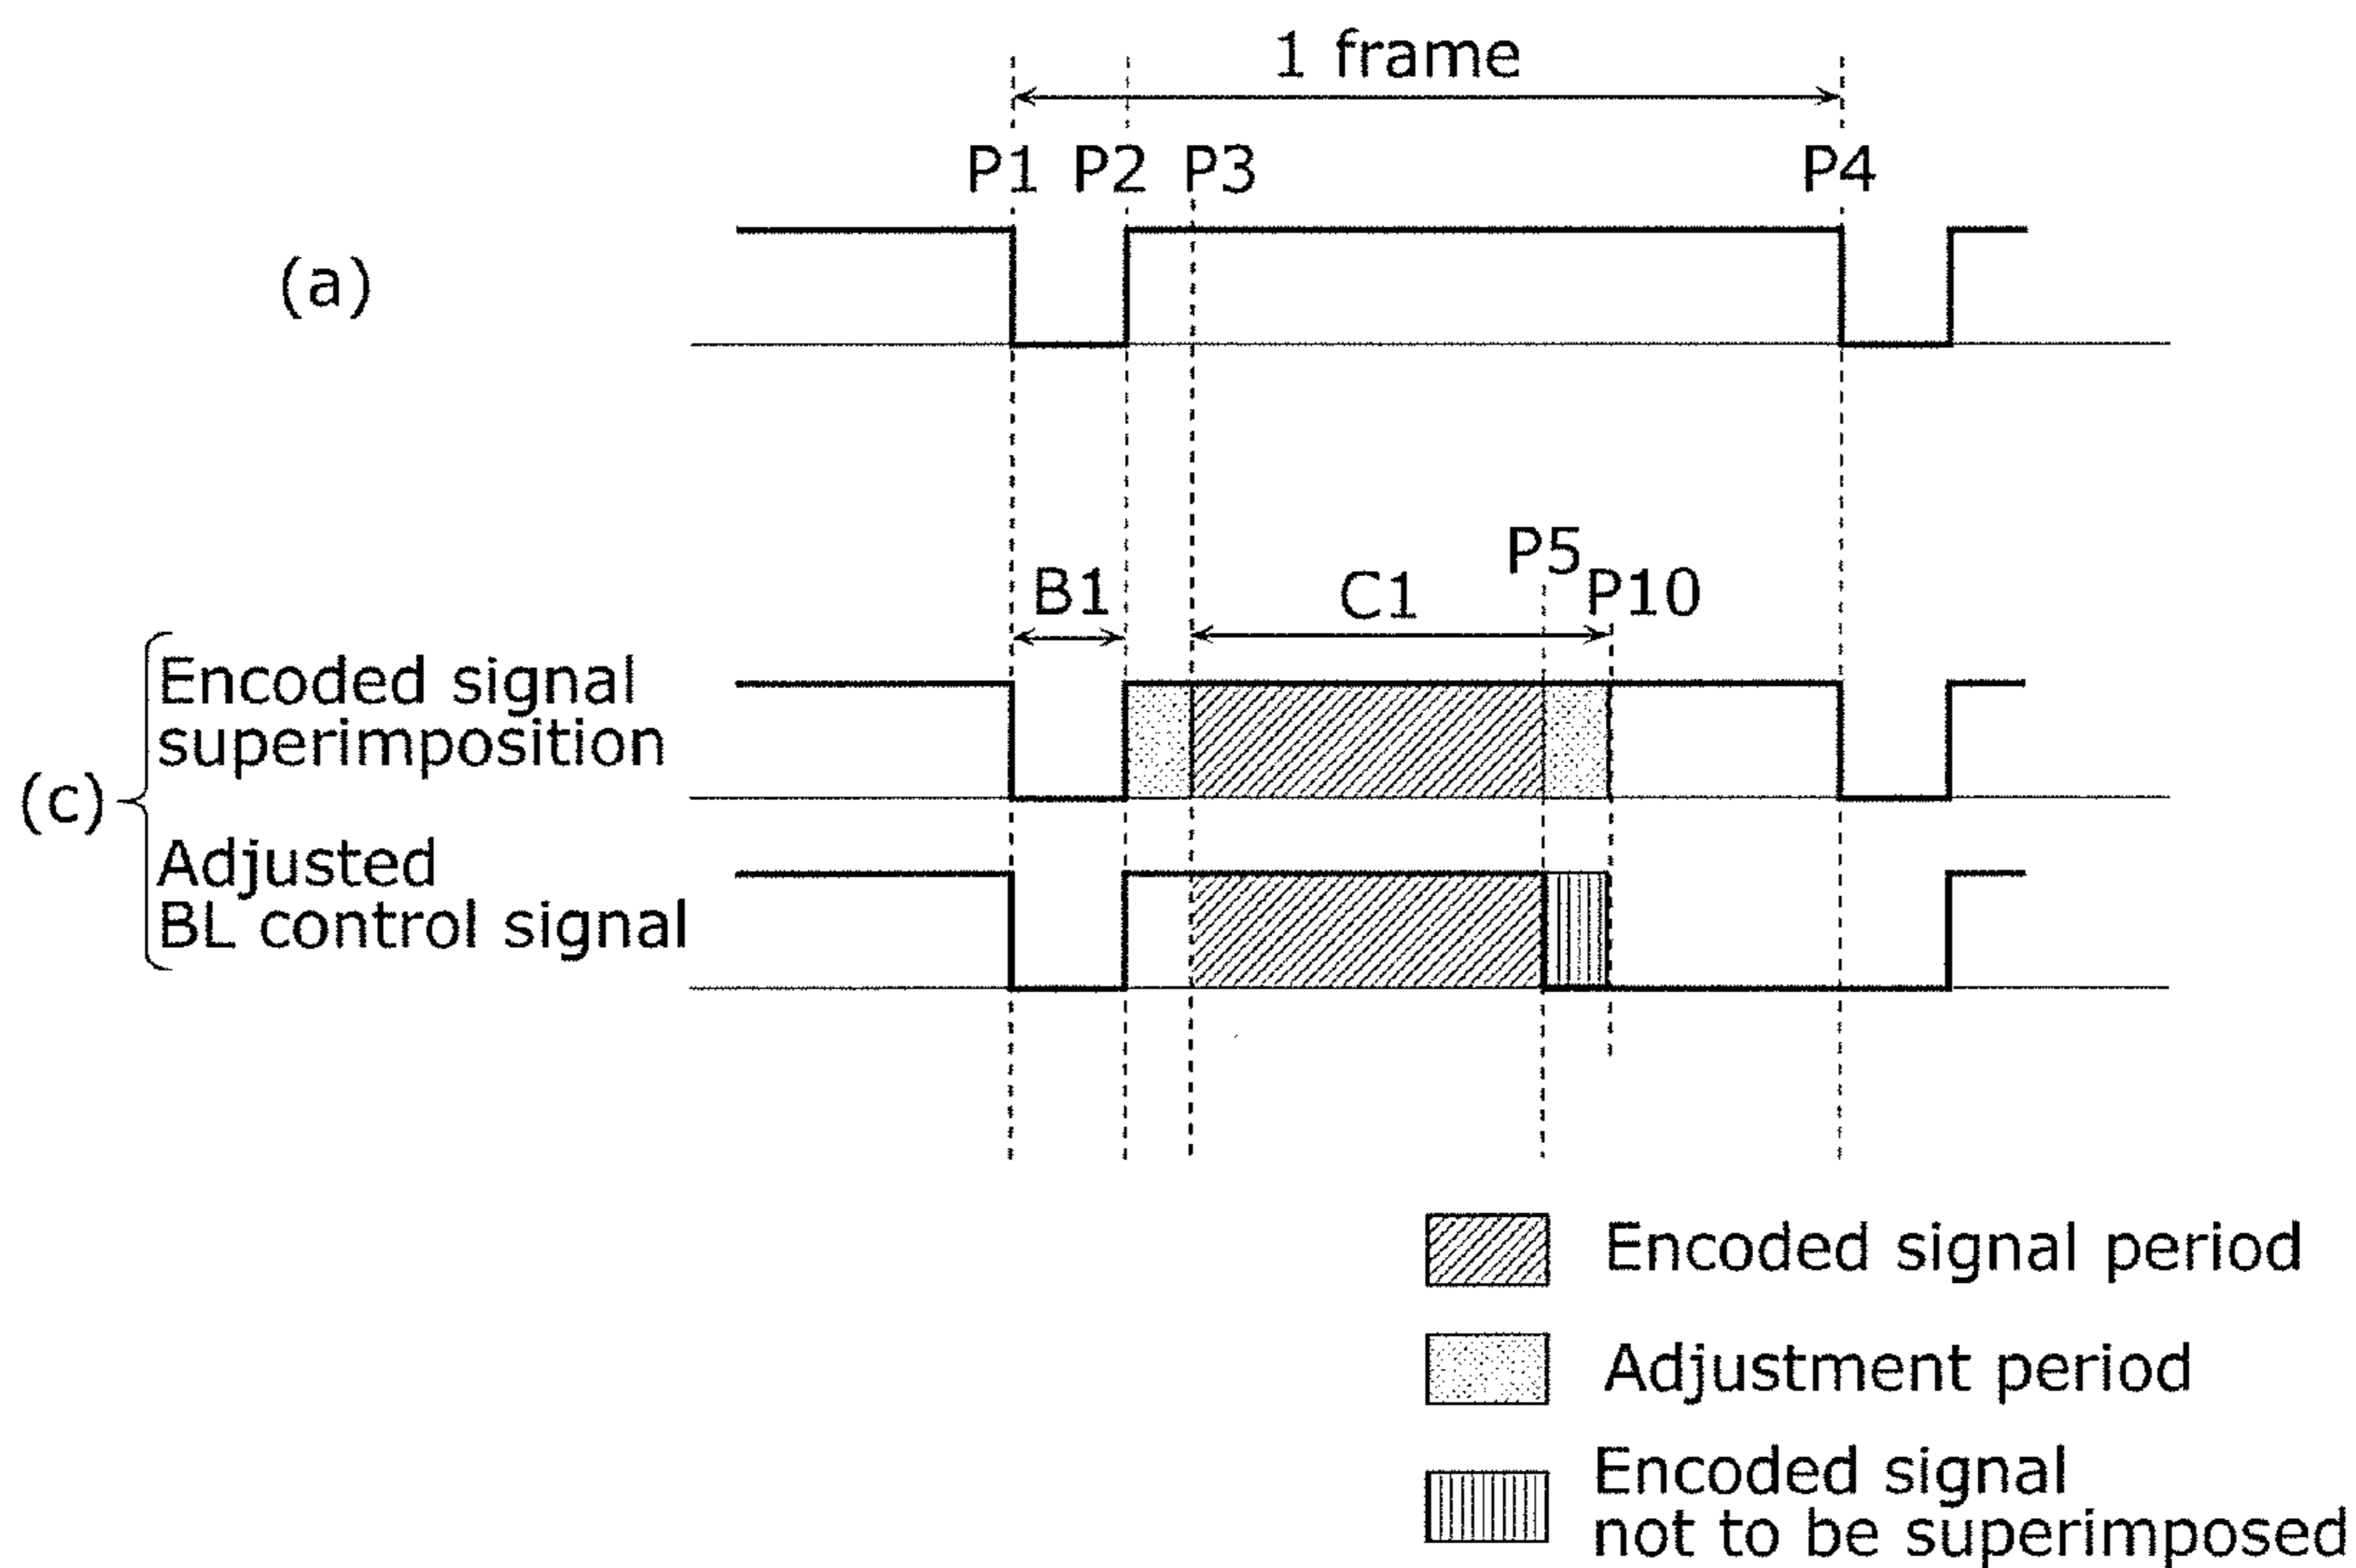 1 frame
P1 P2 P3 P4
(a)
P5
B1 C1 P10
Encoded signal
superimposition
(c)
Adjusted
BL control signal
Encoded signal period
Adjustment period
Encoded signal
not to be superimposed